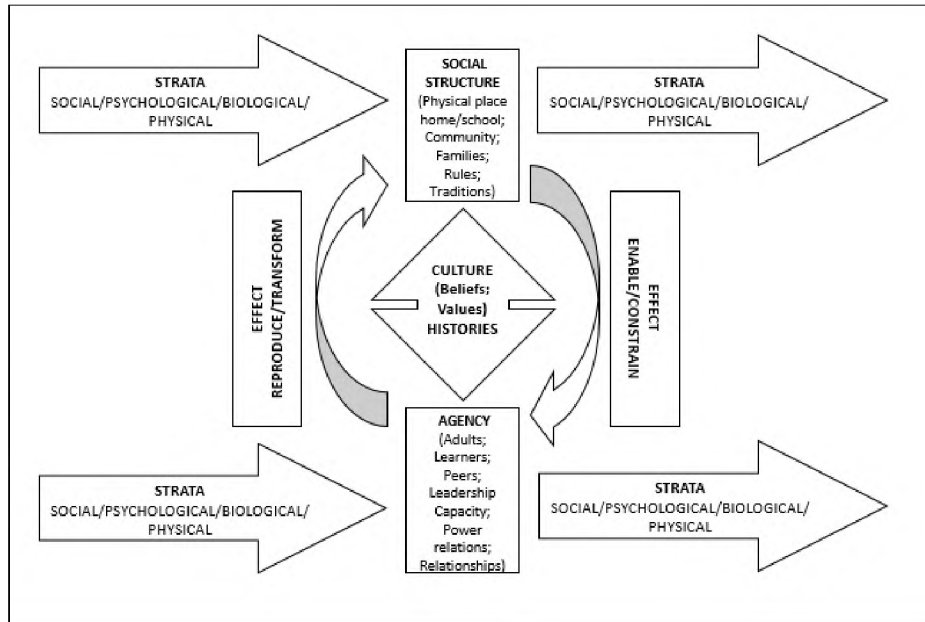 STRATA
SOCIAL/PSYCHOLOGICAL/BIOLOGICAL/
PHYSICAL
SOCIAL
STRUCTURE
(Physical place
home/school;
Community;
Families;
Rules;
Traditions)
STRATA
SOCIAL/PSYCHOLOGICAL/BIOLOGICAL/
PHYSICAL
EFFECT
REPRODUCE/TRANSFORM
CULTURE
(Beliefs;
Values)
HISTORIES
EFFECT
ENABLE/CONSTRAIN
STRATA
SOCIAL/PSYCHOLOGICAL/BIOLOGICAL/
PHYSICAL
AGENCY
(Adults;
Learners;
Peers;
Leadership
Capacity;
Power
relations;
Relationships)
STRATA
SOCIAL/PSYCHOLOGICAL/BIOLOGICAL/
PHYSICAL